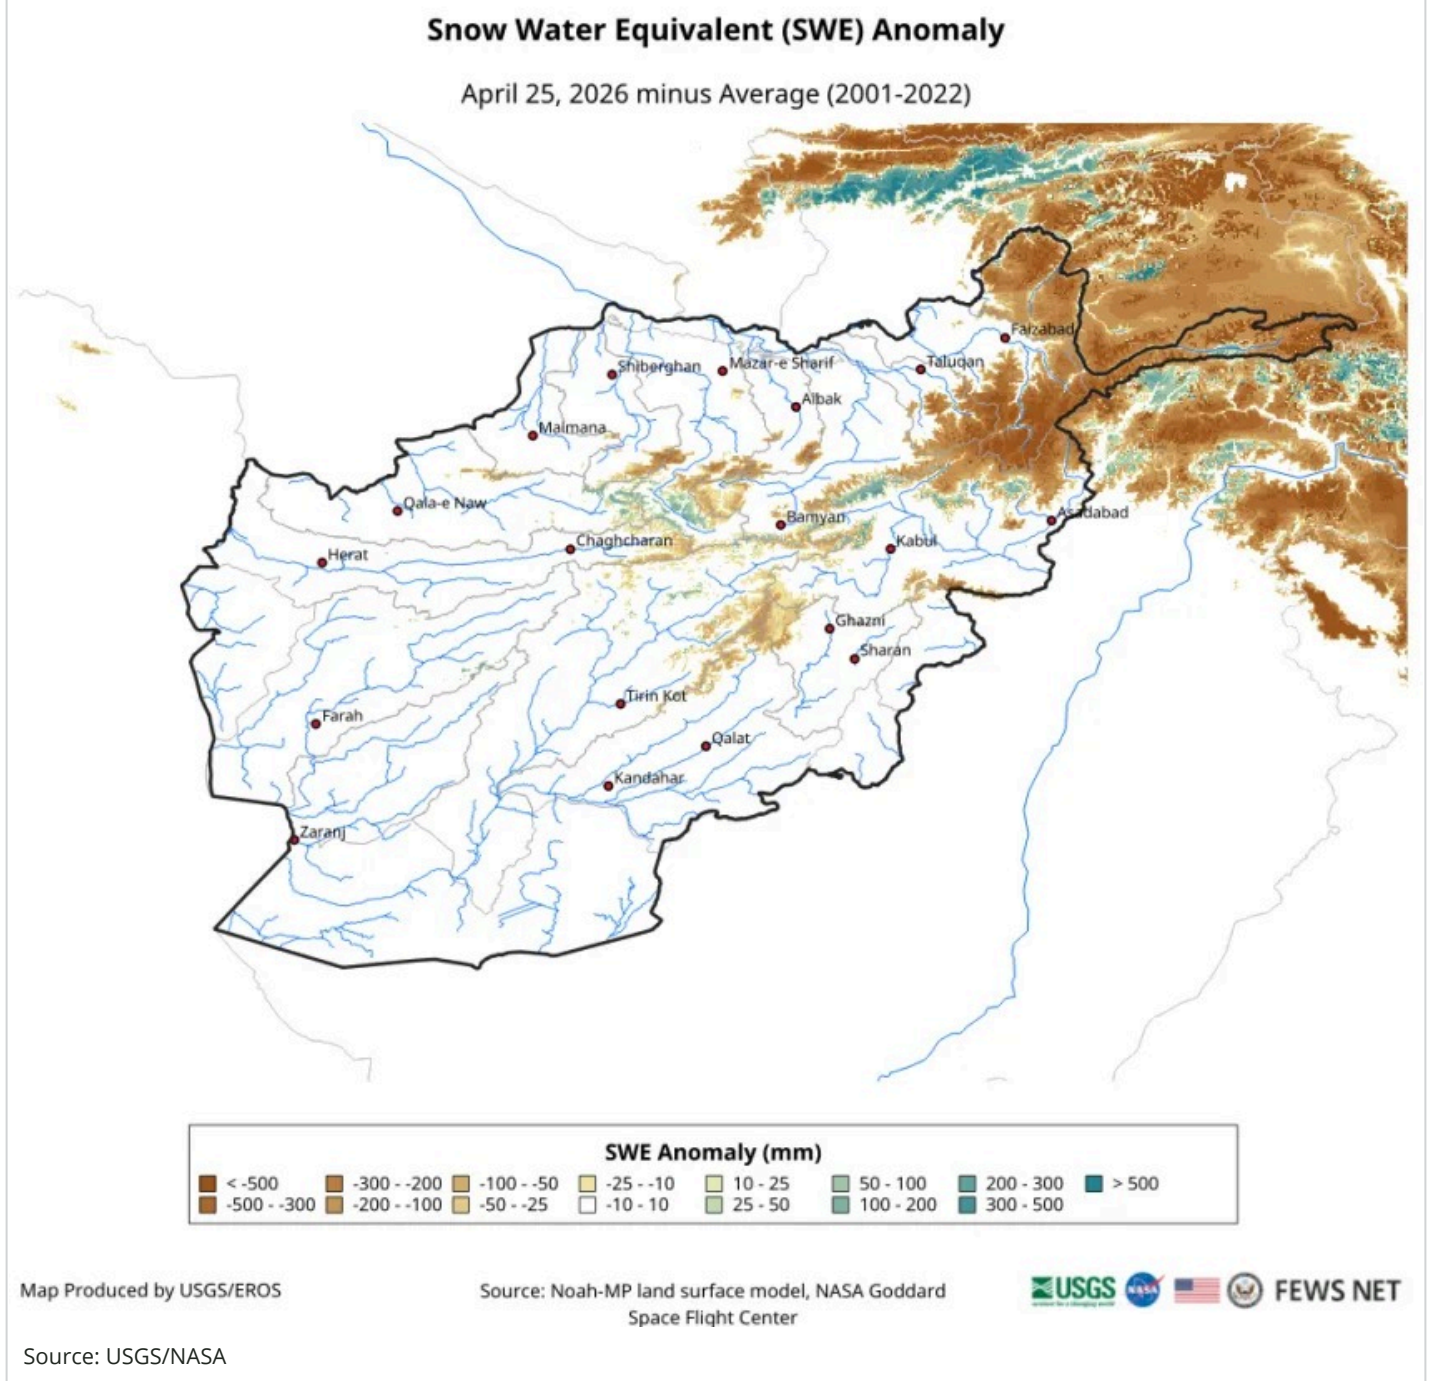 Snow Water Equivalent (SWE) Anomaly
April 25, 2026 minus Average (2001-2022)
Faizabad
Shiberghan
Mazar-e Sharif
Taluqan
Aibak
Maimana
Qala-e Naw
Bamyan
Asadabad
Herat
Chaghcharan
Kabul
Ghazni
Sharan
Tirin Kot
Farah
Qalat
Kandahar
Zaranj
SWE Anomaly (mm)
< -500 -300 - -200 -100 - -50 -25 - -10 10 - 25 50 - 100 200 - 300 > 500
-500 - -300 -200 - -100 -50 - -25 -10 - 10 25 - 50 100 - 200 300 - 500
Map Produced by USGS/EROS
Source: Noah-MP land surface model, NASA Goddard
Space Flight Center
USGS
NASA
FEWS NET
Source: USGS/NASA